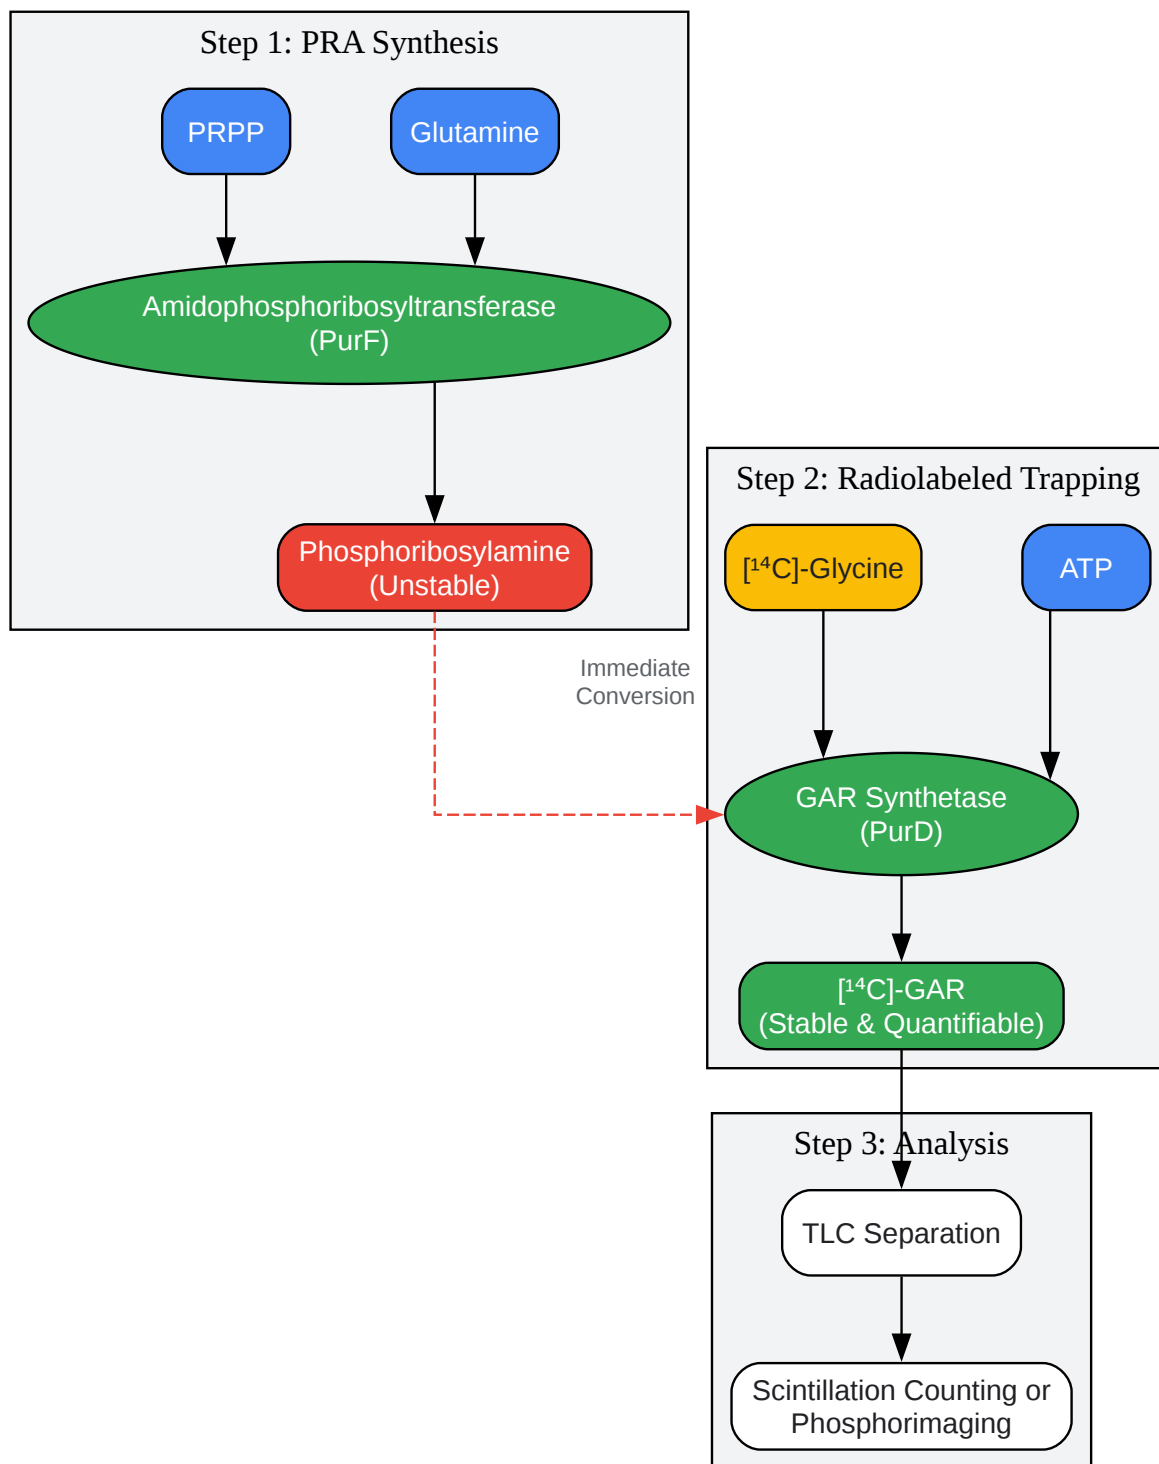 Step 1: PRA Synthesis
PRPP
Glutamine
Amidophosphoribosyltransferase
(PurF)
Phosphoribosylamine
(Unstable)
Immediate
Conversion
Step 2: Radiolabeled Trapping
[¹⁴C]-Glycine
ATP
GAR Synthetase
(PurD)
[¹⁴C]-GAR
(Stable & Quantifiable)
Step 3: Analysis
TLC Separation
Scintillation Counting or
Phosphorimaging